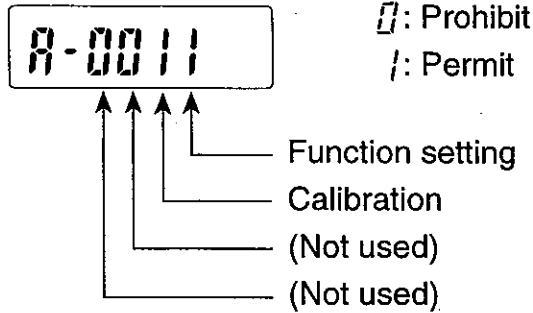 A-0011
0: Prohibit
1: Permit
Function setting
Calibration
(Not used)
(Not used)